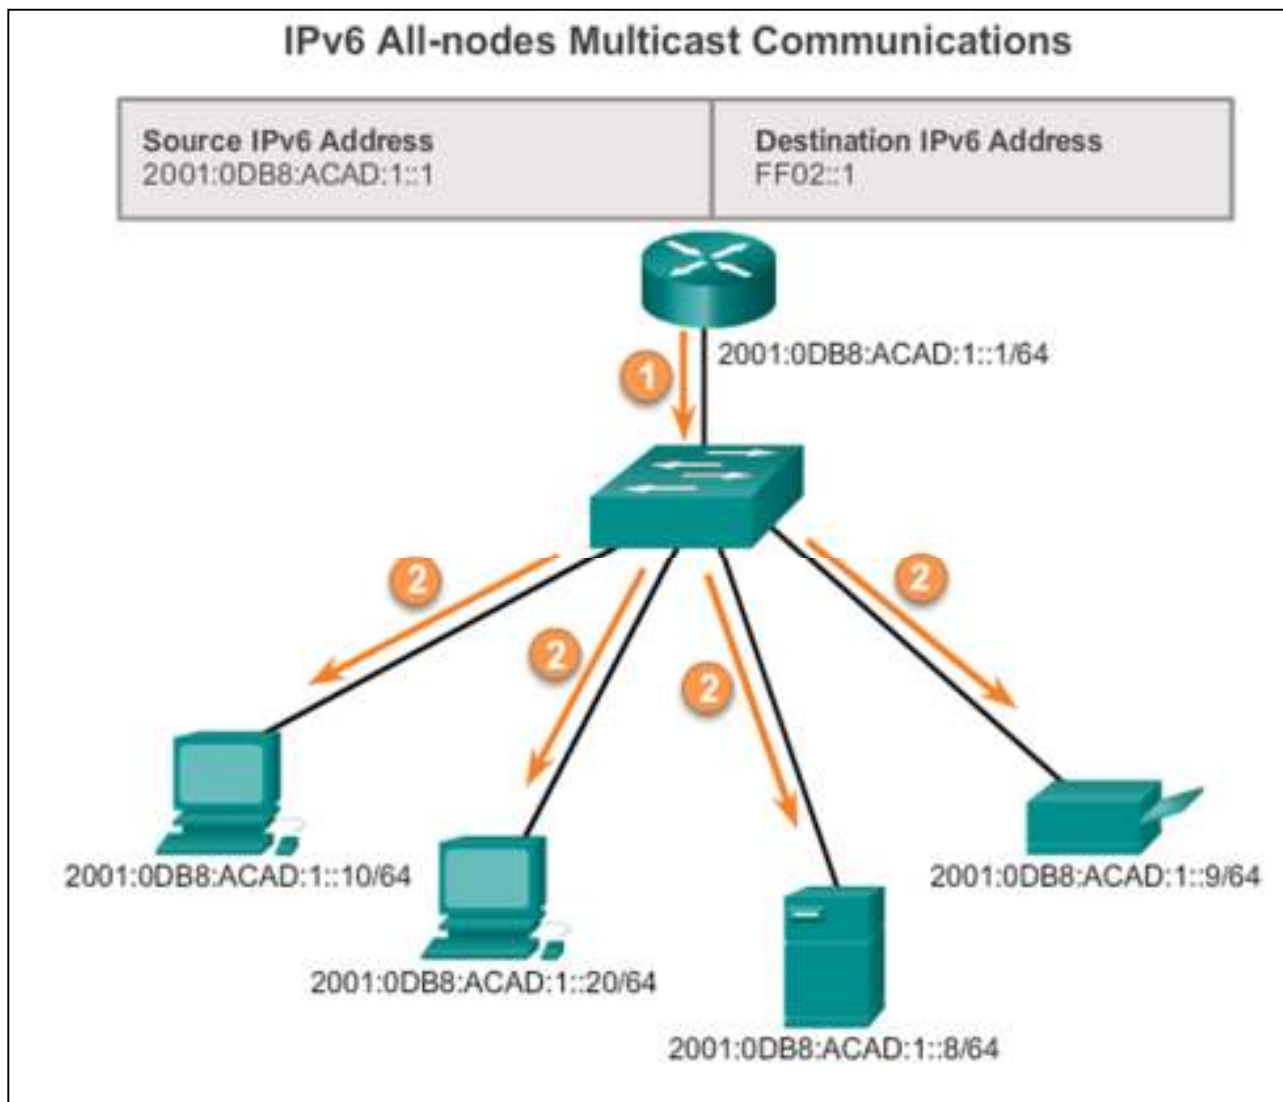 IPv6 All-nodes Multicast Communications
Source IPv6 Address
2001:0DB8:ACAD:1::1
Destination IPv6 Address
FF02::1
2001:0DB8:ACAD:1::1/64
1
2
2
2
2
2001:0DB8:ACAD:1::10/64
2001:0DB8:ACAD:1::9/64
2001:0DB8:ACAD:1::20/64
2001:0DB8:ACAD:1::8/64